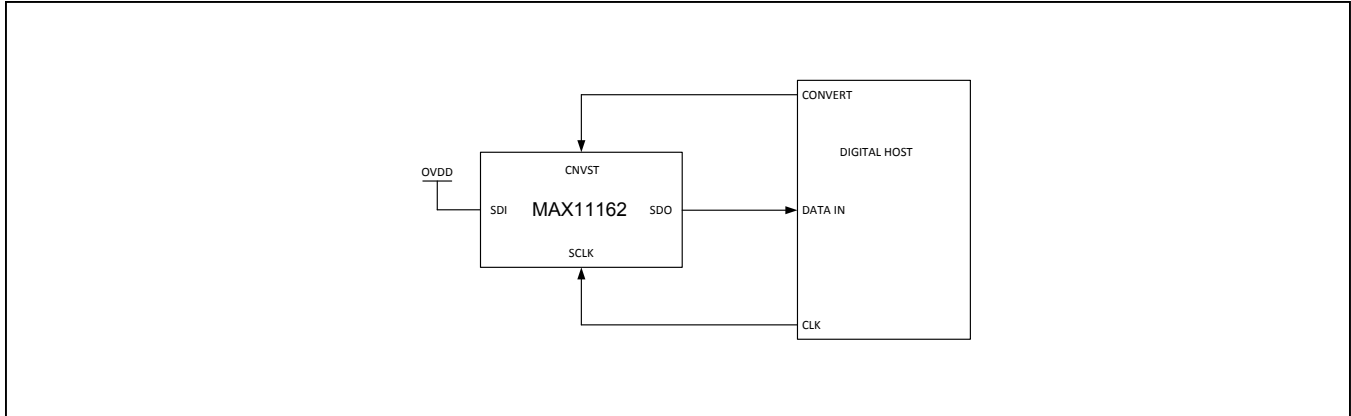 CONVERT
DIGITAL HOST
OVDD
CNVST
SDI MAX11162 SDO
DATA IN
SCLK
CLK